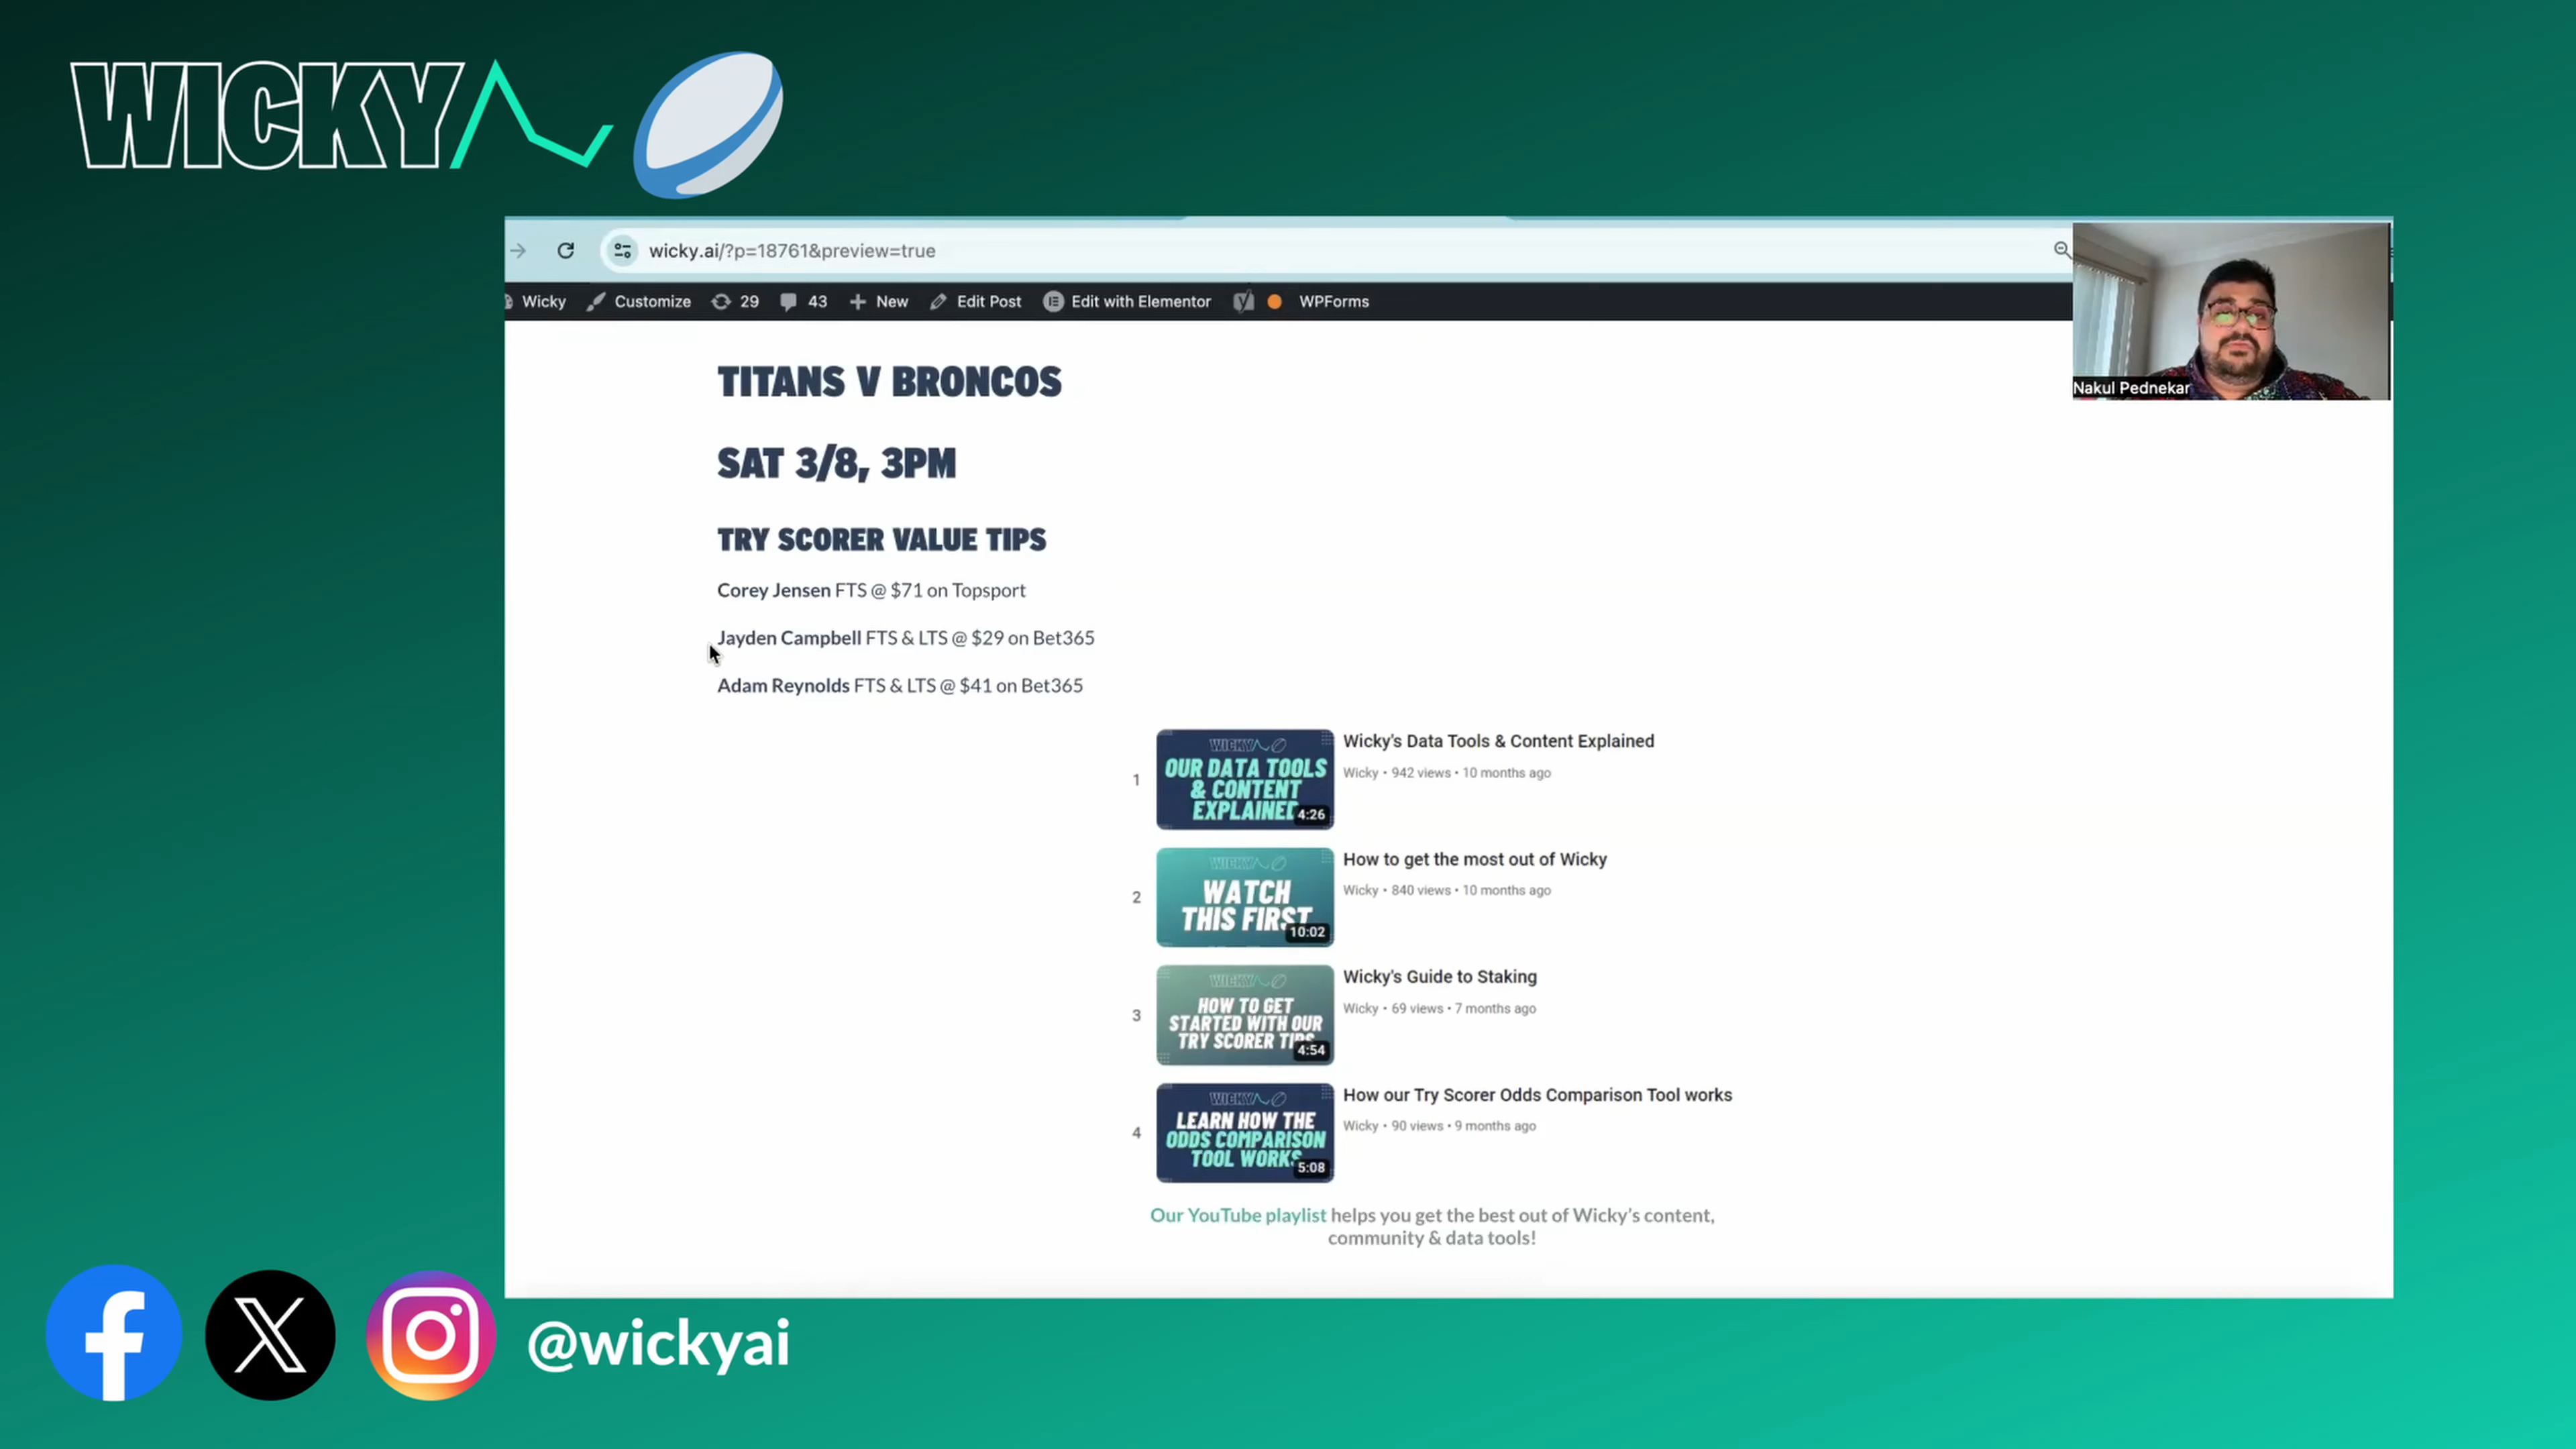 WICKY
wicky.ai/?p=18761&preview=true
Wicky Customize 29 43 New Edit Post Edit with Elementor WPForms
Nakul Pednekar
TITANS V BRONCOS
SAT 3/8, 3PM
TRY SCORER VALUE TIPS
Corey Jensen FTS @ $71 on Topsport
Jayden Campbell FTS & LTS @ $29 on Bet365
Adam Reynolds FTS & LTS @ $41 on Bet365
1
WICKY
OUR DATA TOOLS
& CONTENT
EXPLAINED
4:26
Wicky's Data Tools & Content Explained
Wicky • 942 views • 10 months ago
2
WICKY
WATCH
THIS FIRST
10:02
How to get the most out of Wicky
Wicky • 840 views • 10 months ago
3
WICKY
HOW TO GET
STARTED WITH OUR
TRY SCORER TIPS
4:54
Wicky's Guide to Staking
Wicky • 69 views • 7 months ago
4
WICKY
LEARN HOW THE
ODDS COMPARISON
TOOL WORKS
5:08
How our Try Scorer Odds Comparison Tool works
Wicky • 90 views • 9 months ago
Our YouTube playlist helps you get the best out of Wicky's content,
community & data tools!
@wickyai